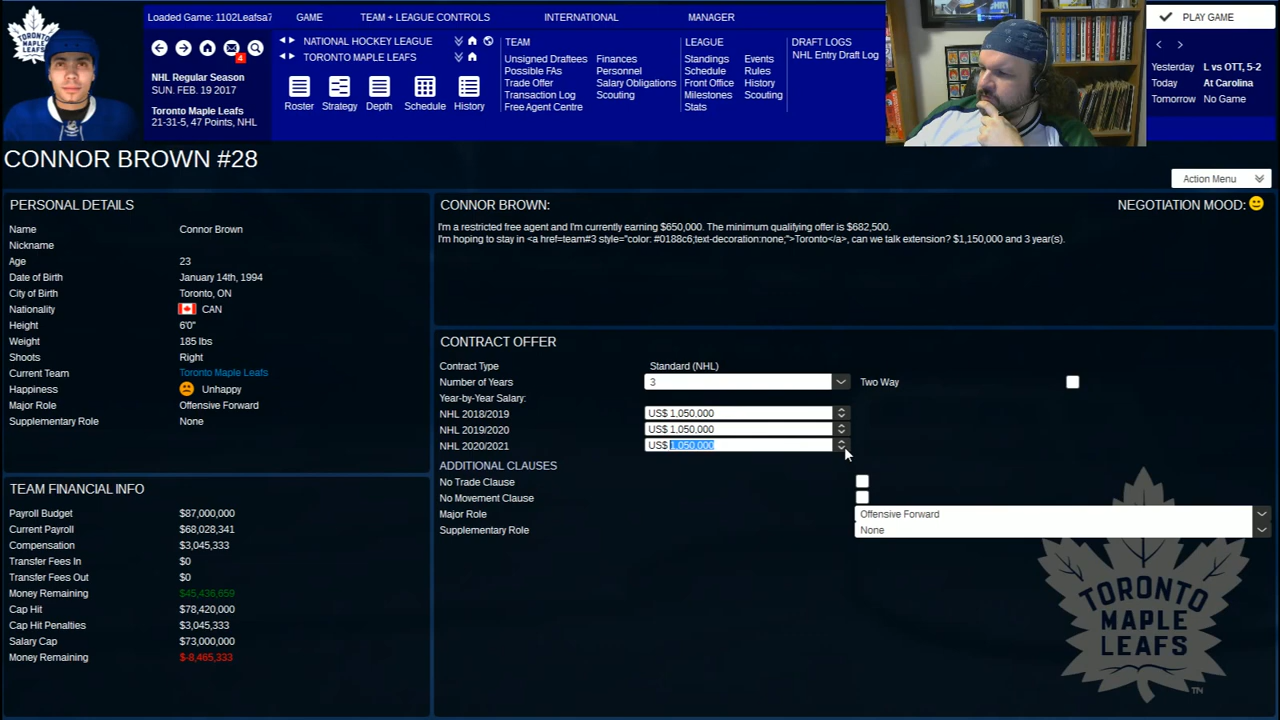 TORONTO
MAPLE
LEAFS
Loaded Game: 1102Leafsa7
GAME
TEAM + LEAGUE CONTROLS
INTERNATIONAL
MANAGER
PLAY GAME
4
NATIONAL HOCKEY LEAGUE
TORONTO MAPLE LEAFS
NHL Regular Season
SUN. FEB. 19 2017
Toronto Maple Leafs
21-31-5, 47 Points, NHL
Roster
Strategy
Depth
Schedule
History
TEAM
Unsigned Draftees
Finances
Possible FAs
Personnel
Trade Offer
Salary Obligations
Transaction Log
Scouting
Free Agent Centre
LEAGUE
Standings
Events
Schedule
Rules
Front Office
History
Milestones
Scouting
Stats
DRAFT LOGS
NHL Entry Draft Log
Yesterday
L vs OTT, 5-2
Today
At Carolina
Tomorrow
No Game
CONNOR BROWN #28
Action Menu
PERSONAL DETAILS
Name
Connor Brown
Nickname
Age
23
Date of Birth
January 14th, 1994
City of Birth
Toronto, ON
Nationality
CAN
Height
6'0"
Weight
185 lbs
Shoots
Right
Current Team
Toronto Maple Leafs
Happiness
Unhappy
Major Role
Offensive Forward
Supplementary Role
None
TEAM FINANCIAL INFO
Payroll Budget
$87,000,000
Current Payroll
$68,028,341
Compensation
$3,045,333
Transfer Fees In
$0
Transfer Fees Out
$0
Money Remaining
$45,436,659
Cap Hit
$78,420,000
Cap Hit Penalties
$3,045,333
Salary Cap
$73,000,000
Money Remaining
$-8,465,333
CONNOR BROWN:
NEGOTIATION MOOD:
I'm a restricted free agent and I'm currently earning $650,000. The minimum qualifying offer is $682,500.
I'm hoping to stay in <a href=team#3 style="color: #0188c6;text-decoration:none;">Toronto</a>, can we talk extension? $1,150,000 and 3 year(s).
CONTRACT OFFER
Contract Type
Standard (NHL)
Number of Years
3
Two Way
Year-by-Year Salary:
NHL 2018/2019
US$ 1,050,000
NHL 2019/2020
US$ 1,050,000
NHL 2020/2021
US$ 1,050,000
ADDITIONAL CLAUSES
No Trade Clause
No Movement Clause
Major Role
Offensive Forward
Supplementary Role
None
TORONTO
MAPLE
LEAFS
TM